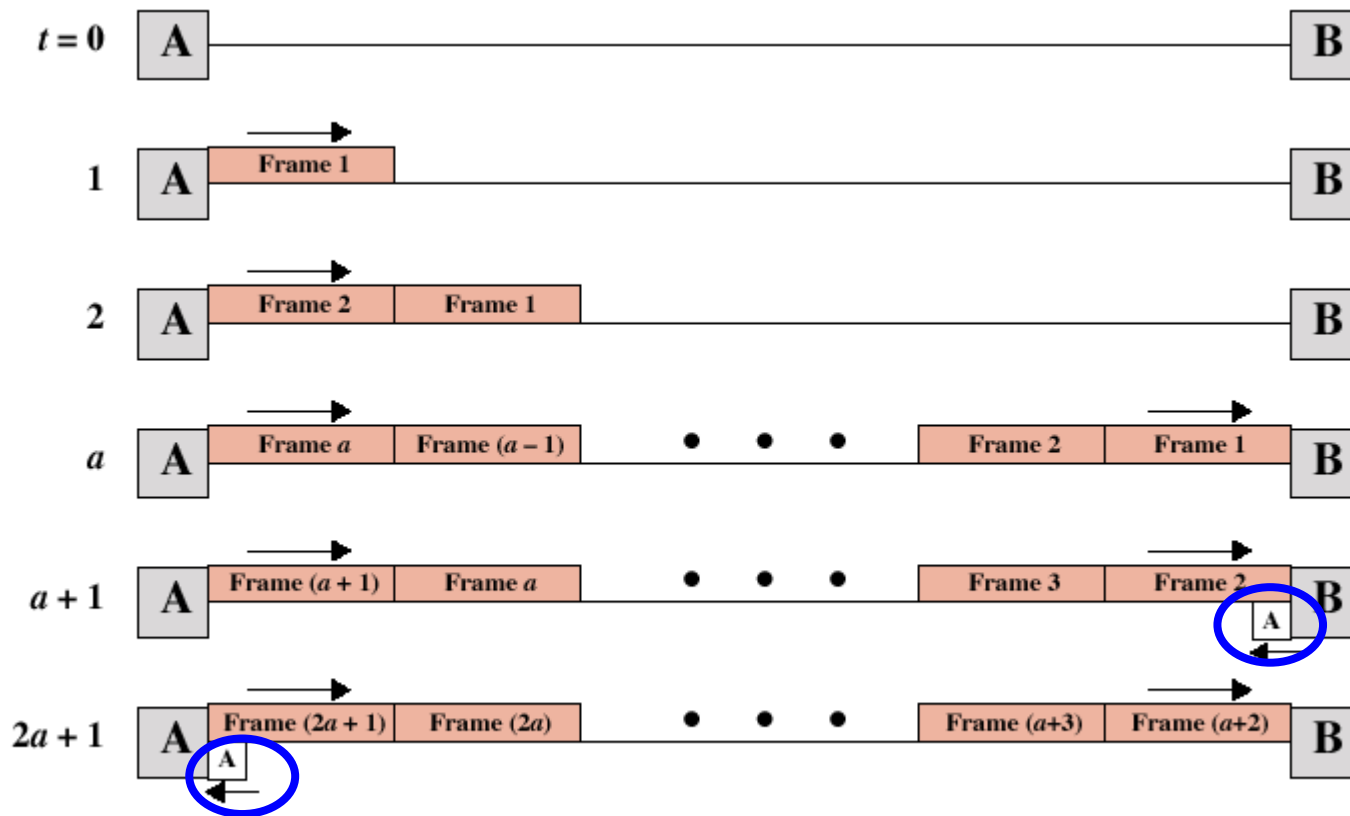 t = 0 A B
Frame 1
1 A B
2 A Frame 2 Frame 1 B
a A Frame a Frame (a – 1) • • • Frame 2 Frame 1 B
a + 1 A Frame (a + 1) Frame a • • • Frame 3 Frame 2 B
A
2a + 1 A Frame (2a + 1) Frame (2a) • • • Frame (a+3) Frame (a+2) B
A